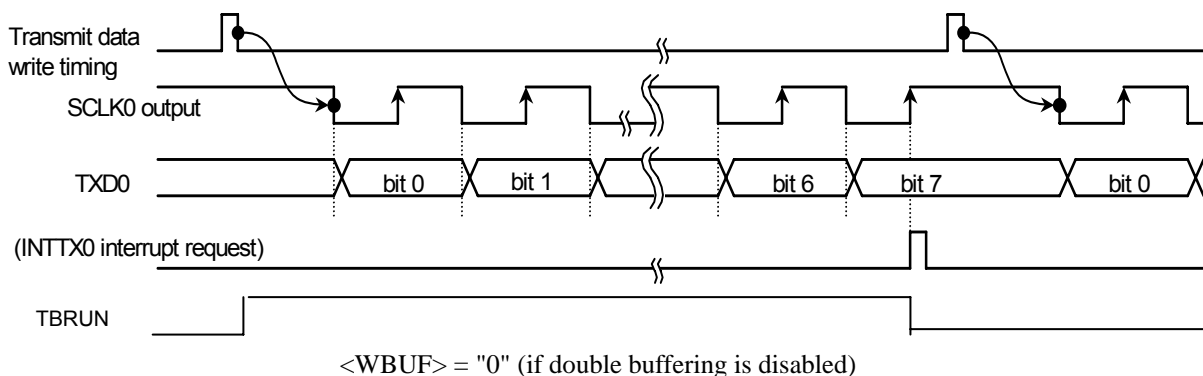 Transmit data
write timing
SCLK0 output
TXD0
bit 0
bit 1
bit 6
bit 7
bit 0
(INTTX0 interrupt request)
TBRUN
<WBUF> = "0" (if double buffering is disabled)